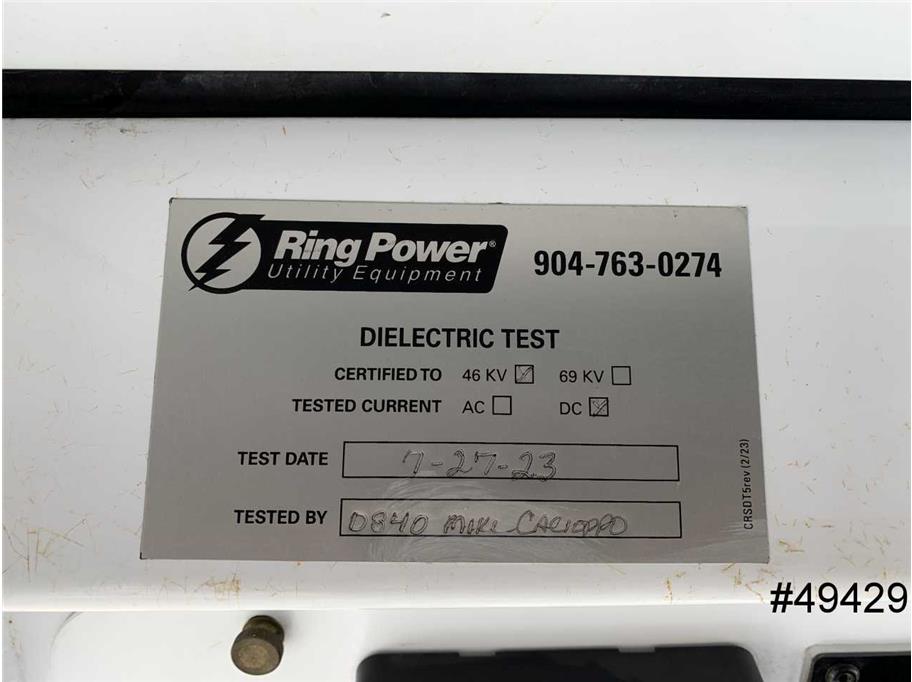 Ring Power®
Utility Equipment
904-763-0274
DIELECTRIC TEST
CERTIFIED TO 46 KV 69 KV
TESTED CURRENT AC DC
TEST DATE 7-27-23
TESTED BY D840 MIKE
CRSDT5rev (2/23)
#49429